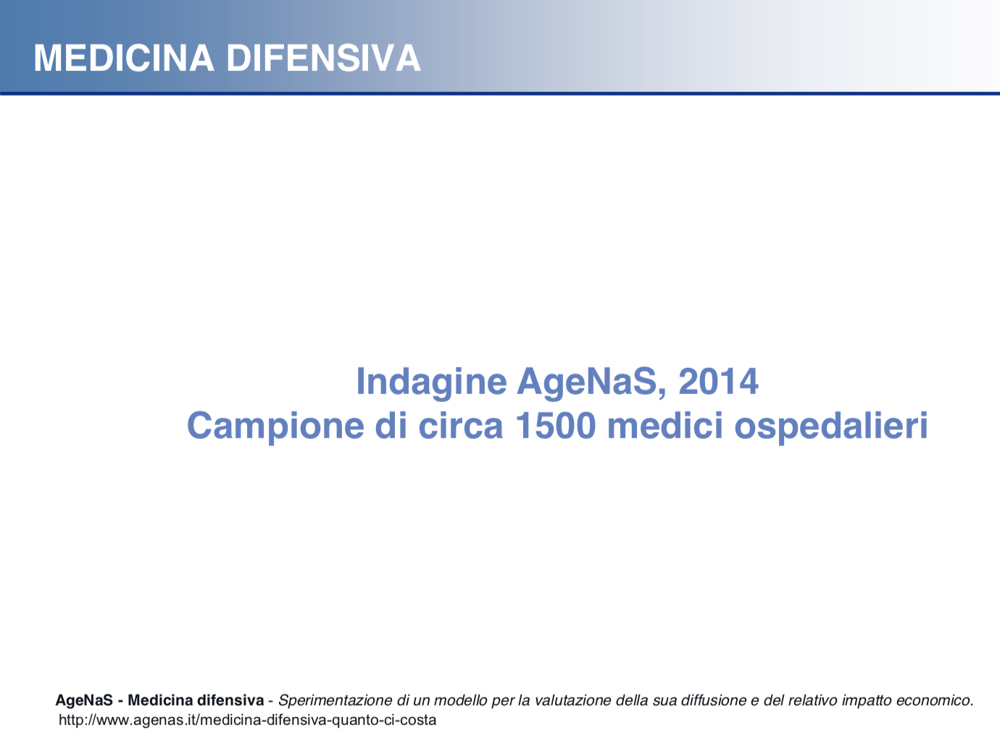 MEDICINA DIFENSIVA
Indagine AgeNaS, 2014
Campione di circa 1500 medici ospedalieri
AgeNaS - Medicina difensiva - Sperimentazione di un modello per la valutazione della sua diffusione e del relativo impatto economico.
http://www.agenas.it/medicina-difensiva-quanto-ci-costa